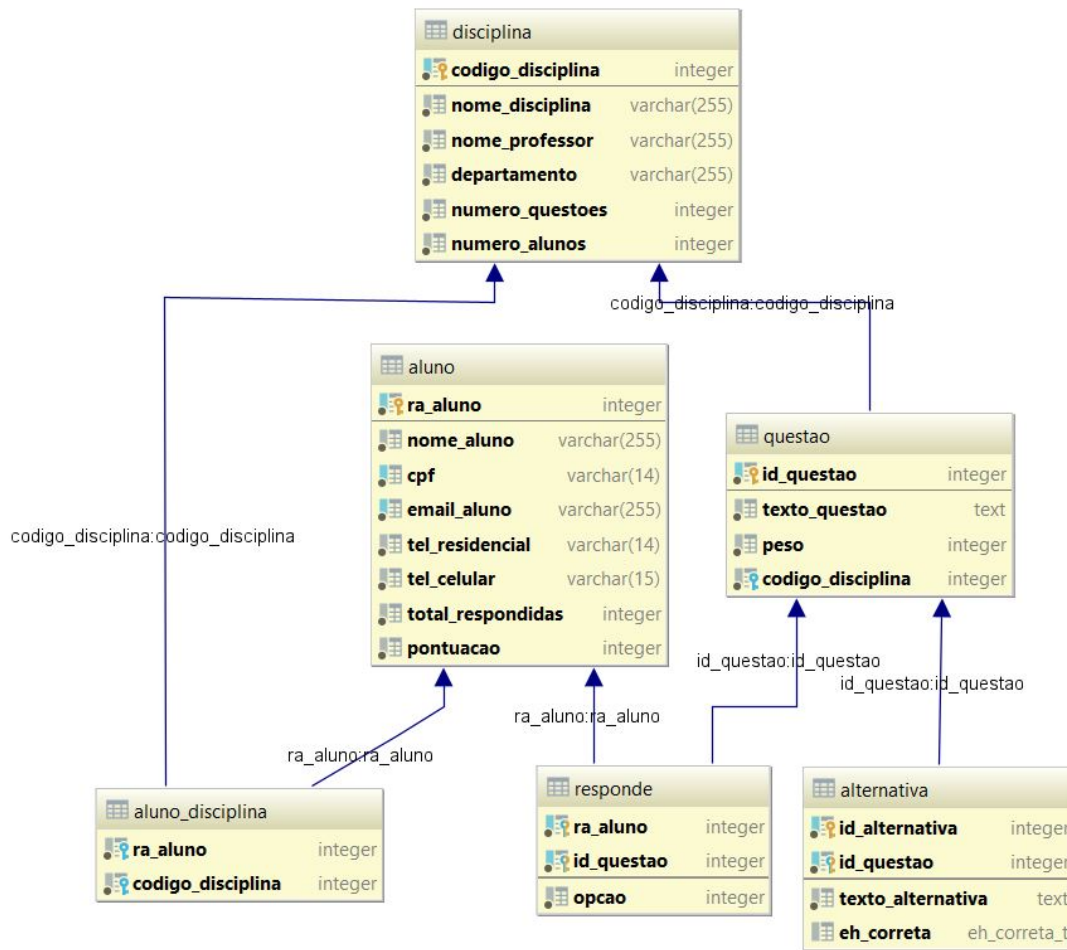 disciplina
codigo_disciplina integer
nome_disciplina varchar(255)
nome_professor varchar(255)
departamento varchar(255)
numero_questoes integer
numero_alunos integer
codigo_disciplina:codigo_disciplina
aluno
ra_aluno integer
nome_aluno varchar(255)
cpf varchar(14)
email_aluno varchar(255)
tel_residencial varchar(14)
tel_celular varchar(15)
total_respondidas integer
pontuacao integer
questao
id_questao integer
texto_questao text
peso integer
codigo_disciplina integer
codigo_disciplina:codigo_disciplina
id_questao:id_questao
id_questao:id_questao
ra_aluno:ra_aluno
ra_aluno:ra_aluno
aluno_disciplina
ra_aluno integer
codigo_disciplina integer
responde
ra_aluno integer
id_questao integer
opcao integer
alternativa
id_alternativa integer
id_questao integer
texto_alternativa text
eh_correta eh_correta_t